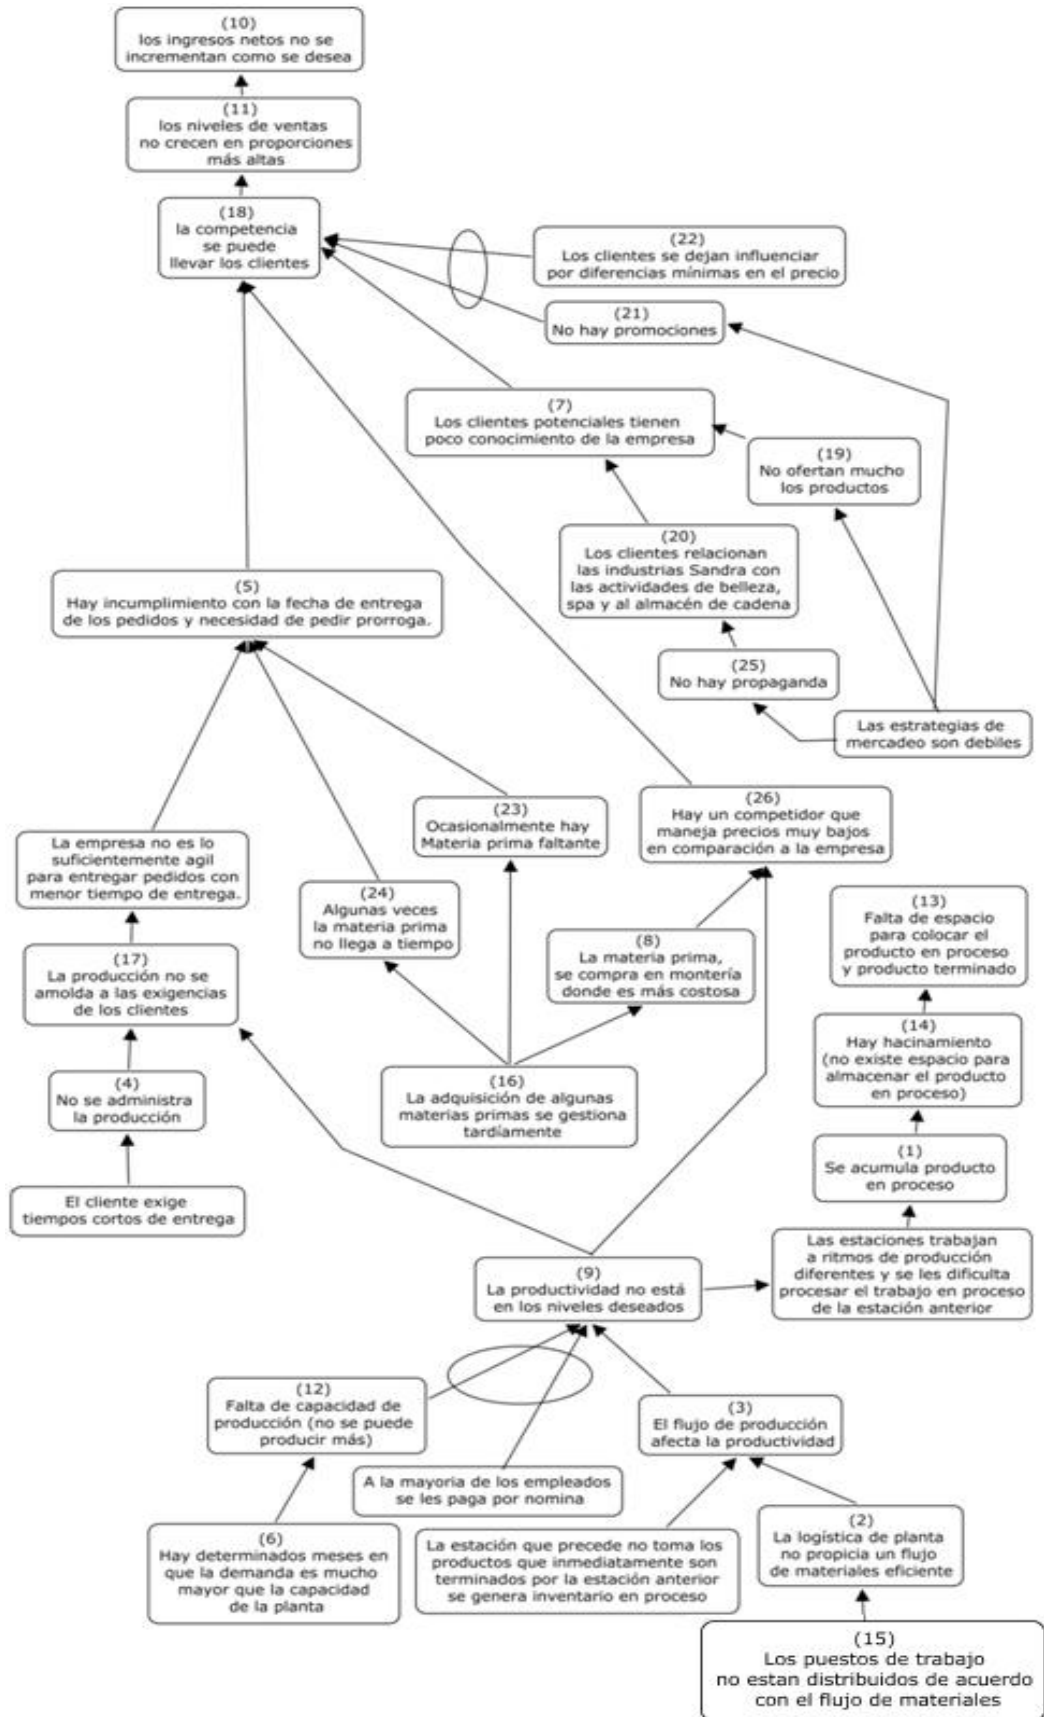 (10)
los ingresos netos no se
incrementan como se desea
(11)
los niveles de ventas
no crecen en proporciones
más altas
(18)
la competencia
se puede
llevar los clientes
(22)
Los clientes se dejan influenciar
por diferencias mínimas en el precio
(21)
No hay promociones
(7)
Los clientes potenciales tienen
poco conocimiento de la empresa
(19)
No ofertan mucho
los productos
(20)
Los clientes relacionan
las industrias Sandra con
las actividades de belleza,
spa y al almacén de cadena
(5)
Hay incumplimiento con la fecha de entrega
de los pedidos y necesidad de pedir prorroga.
(25)
No hay propaganda
Las estrategias de
mercadeo son debiles
(26)
Hay un competidor que
maneja precios muy bajos
en comparación a la empresa
(23)
Ocasionalmente hay
Materia prima faltante
La empresa no es lo
suficientemente agil
para entregar pedidos con
menor tiempo de entrega.
(24)
Algunas veces
la materia prima
no llega a tiempo
(13)
Falta de espacio
para colocar el
producto en proceso
y producto terminado
(8)
La materia prima,
se compra en montería
donde es más costosa
(17)
La producción no se
amolda a las exigencias
de los clientes
(14)
Hay hacinamiento
(no existe espacio para
almacenar el producto
en proceso)
(4)
No se administra
la producción
(16)
La adquisición de algunas
materias primas se gestiona
tardíamente
(1)
Se acumula producto
en proceso
El cliente exige
tiempos cortos de entrega
Las estaciones trabajan
a ritmos de producción
diferentes y se les dificulta
procesar el trabajo en proceso
de la estación anterior
(9)
La productividad no está
en los niveles deseados
(12)
Falta de capacidad de
producción (no se puede
producir más)
(3)
El flujo de producción
afecta la productividad
A la mayoria de los empleados
se les paga por nomina
(6)
Hay determinados meses en
que la demanda es mucho
mayor que la capacidad
de la planta
La estación que precede no toma los
productos que inmediatamente son
terminados por la estación anterior
se genera inventario en proceso
(2)
La logística de planta
no propicia un flujo
de materiales eficiente
(15)
Los puestos de trabajo
no estan distribuidos de acuerdo
con el flujo de materiales